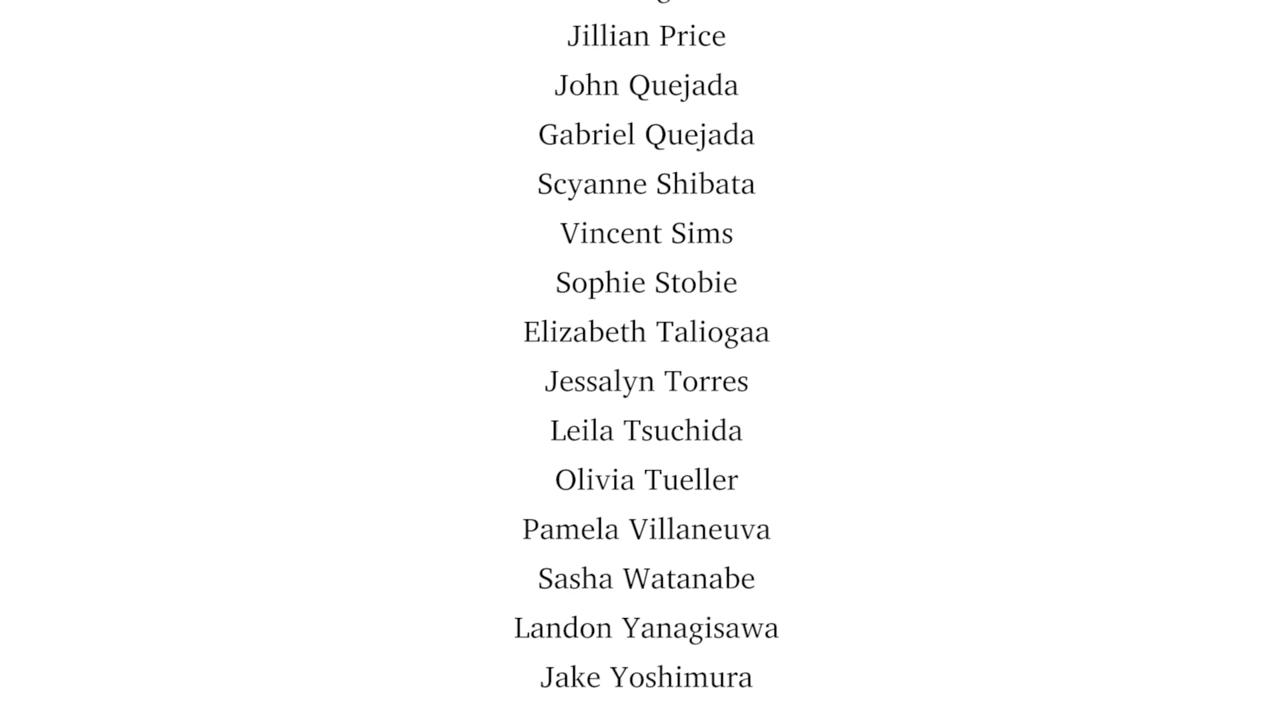 Jillian Price
John Quejada
Gabriel Quejada
Scyanne Shibata
Vincent Sims
Sophie Stobie
Elizabeth Taliogaa
Jessalyn Torres
Leila Tsuchida
Olivia Tueller
Pamela Villaneuva
Sasha Watanabe
Landon Yanagisawa
Jake Yoshimura